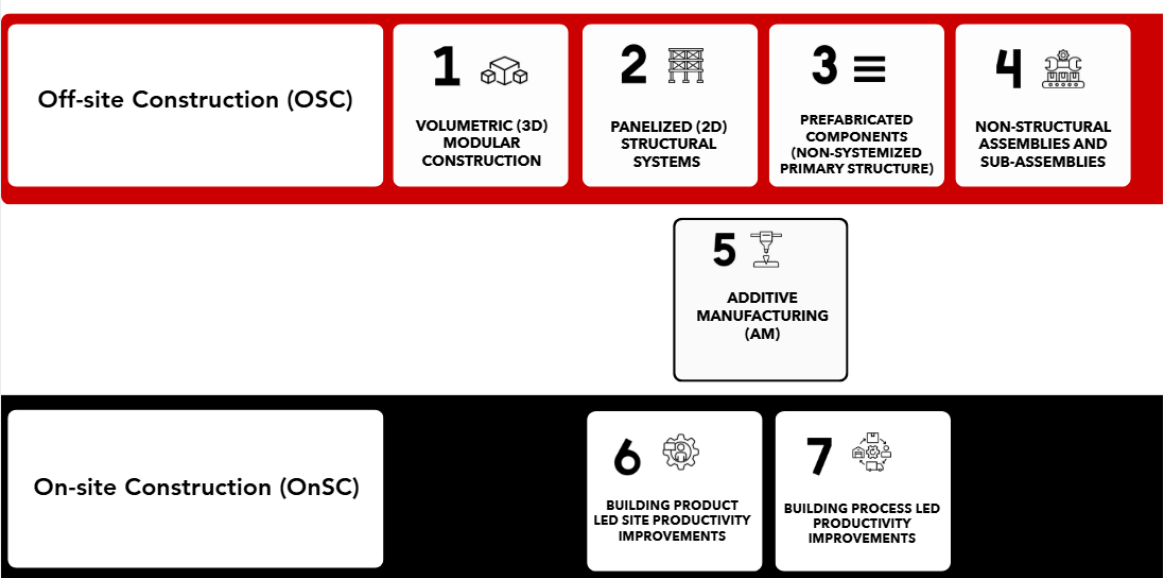 Off-site Construction (OSC)
1
VOLUMETRIC (3D)
MODULAR
CONSTRUCTION
2
PANELIZED (2D)
STRUCTURAL
SYSTEMS
3
PREFABRICATED
COMPONENTS
(NON-SYSTEMIZED
PRIMARY STRUCTURE)
4
NON-STRUCTURAL
ASSEMBLIES AND
SUB-ASSEMBLIES
5
ADDITIVE
MANUFACTURING
(AM)
On-site Construction (OnSC)
6
BUILDING PRODUCT
LED SITE PRODUCTIVITY
IMPROVEMENTS
7
BUILDING PROCESS LED
PRODUCTIVITY
IMPROVEMENTS